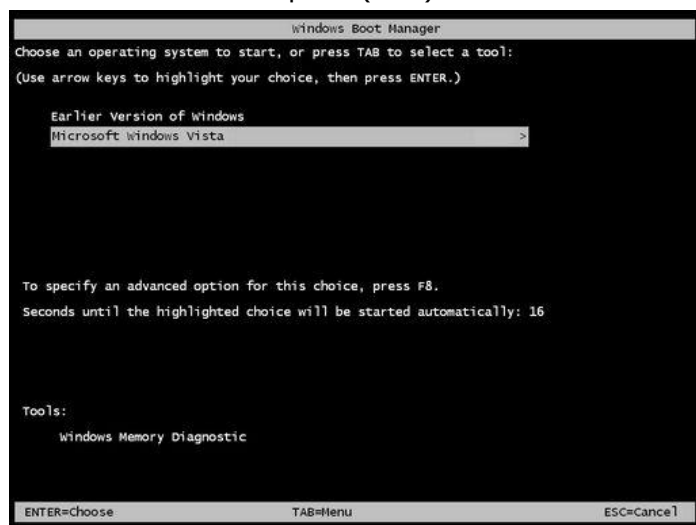 Windows Boot Manager
Choose an operating system to start, or press TAB to select a tool:
(Use arrow keys to highlight your choice, then press ENTER.)
Earlier Version of Windows
Microsoft Windows Vista >
To specify an advanced option for this choice, press F8.
Seconds until the highlighted choice will be started automatically: 16
Tools:
Windows Memory Diagnostic
ENTER=Choose TAB=Menu ESC=Cancel